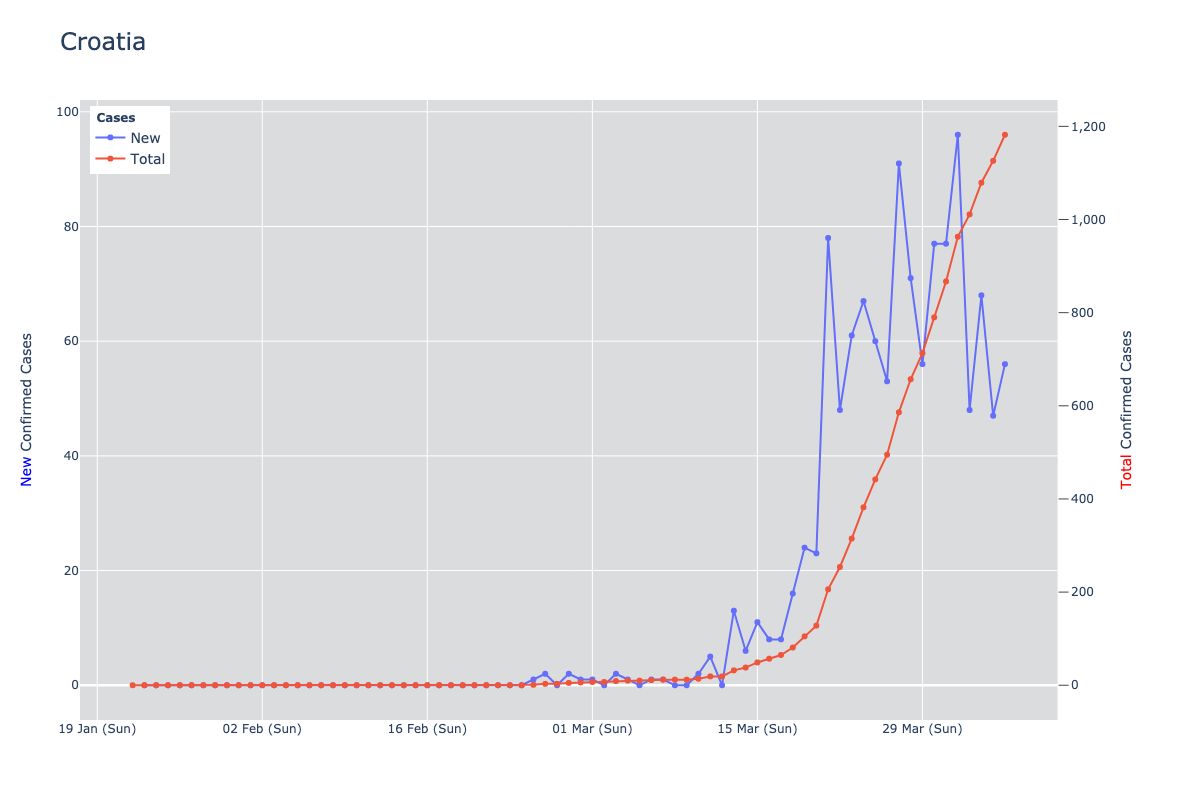 Croatia
Cases
New
Total
100
80
60
40
20
0
1,200
1,000
800
600
400
200
0
New Confirmed Cases
Total Confirmed Cases
19 Jan (Sun)
02 Feb (Sun)
16 Feb (Sun)
01 Mar (Sun)
15 Mar (Sun)
29 Mar (Sun)